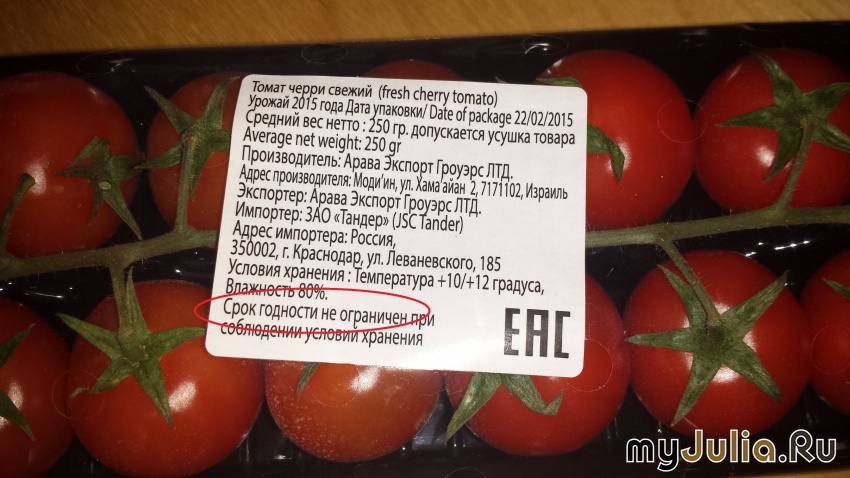 Томат черри свежий (fresh cherry tomato)
Урожай 2015 года Дата упаковки/ Date of package 22/02/2015
Средний вес нетто : 250 гр. допускается усушка товара
Average net weight: 250 gr
Производитель: Арава Экспорт Гроуэрс ЛТД.
Адрес производителя: Моди'ин, ул. Хама'айан 2, 7171102, Израиль
Экспортер: Арава Экспорт Гроуэрс ЛТД.
Импортер: ЗАО «Тандер» (JSC Tander)
Адрес импортера: Россия,
350002, г. Краснодар, ул. Леваневского, 185
Условия хранения : Температура +10/+12 градуса,
Влажность 80%.
Срок годности не ограничен при
соблюдении условий хранения
EAC
myJulia.Ru